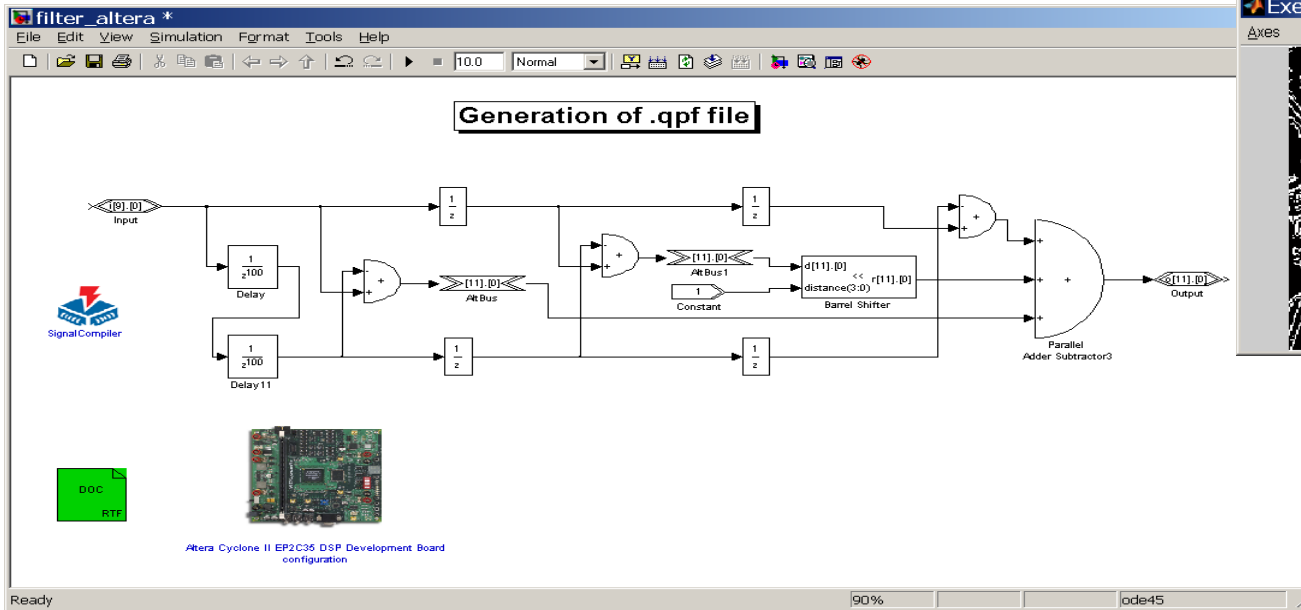 filter_altera *
Exe
File Edit View Simulation Format Tools Help
Axes
10.0 Normal
Generation of .qpf file
i[9].[0]
Input
1
z
1
z
1
z100
Delay
- + +
>[11].[0]<
AltBus
- + +
>[11].[0]<
AltBus1
1
Constant
d[11].[0]
distance(3:0)
<< r[11].[0]
Barrel Shifter
- + +
+ + + +
Parallel
Adder Subtractor3
o[11].[0]
Output
SignalCompiler
1
z100
Delay11
1
z
1
z
DOC
RTF
Altera Cyclone II EP2C35 DSP Development Board
configuration
Ready 90% ode45